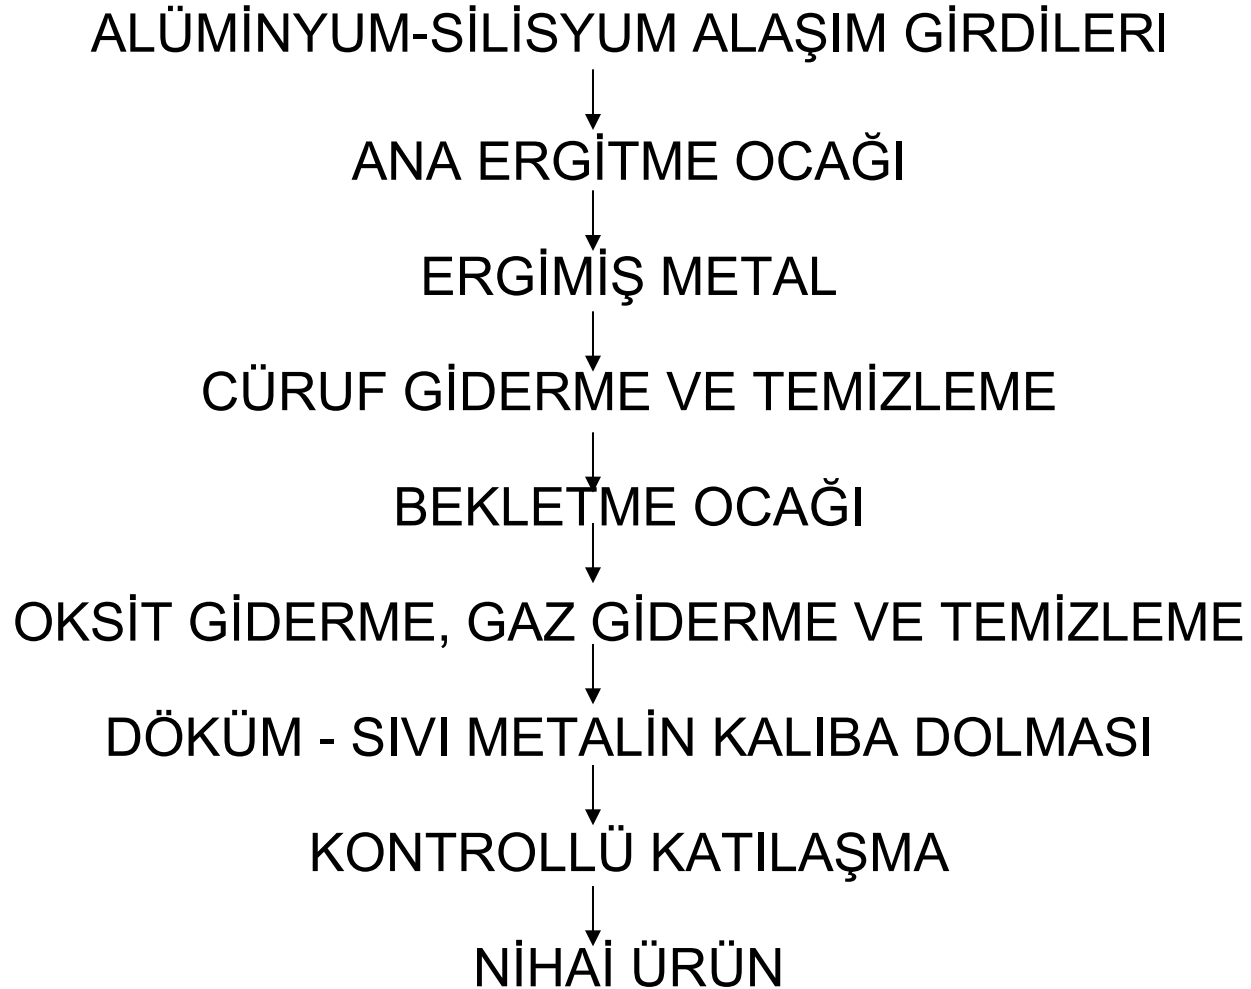 ALÜMİNYUM-SİLİSYUM ALAŞIM GİRDİLERI
ANA ERGİTME OCAĞI
ERGİMİŞ METAL
CÜRUF GİDERME VE TEMİZLEME
BEKLETME OCAĞI
OKSİT GİDERME, GAZ GİDERME VE TEMİZLEME
DÖKÜM - SIVI METALİN KALIBA DOLMASI
KONTROLLÜ KATILAŞMA
NİHAİ ÜRÜN